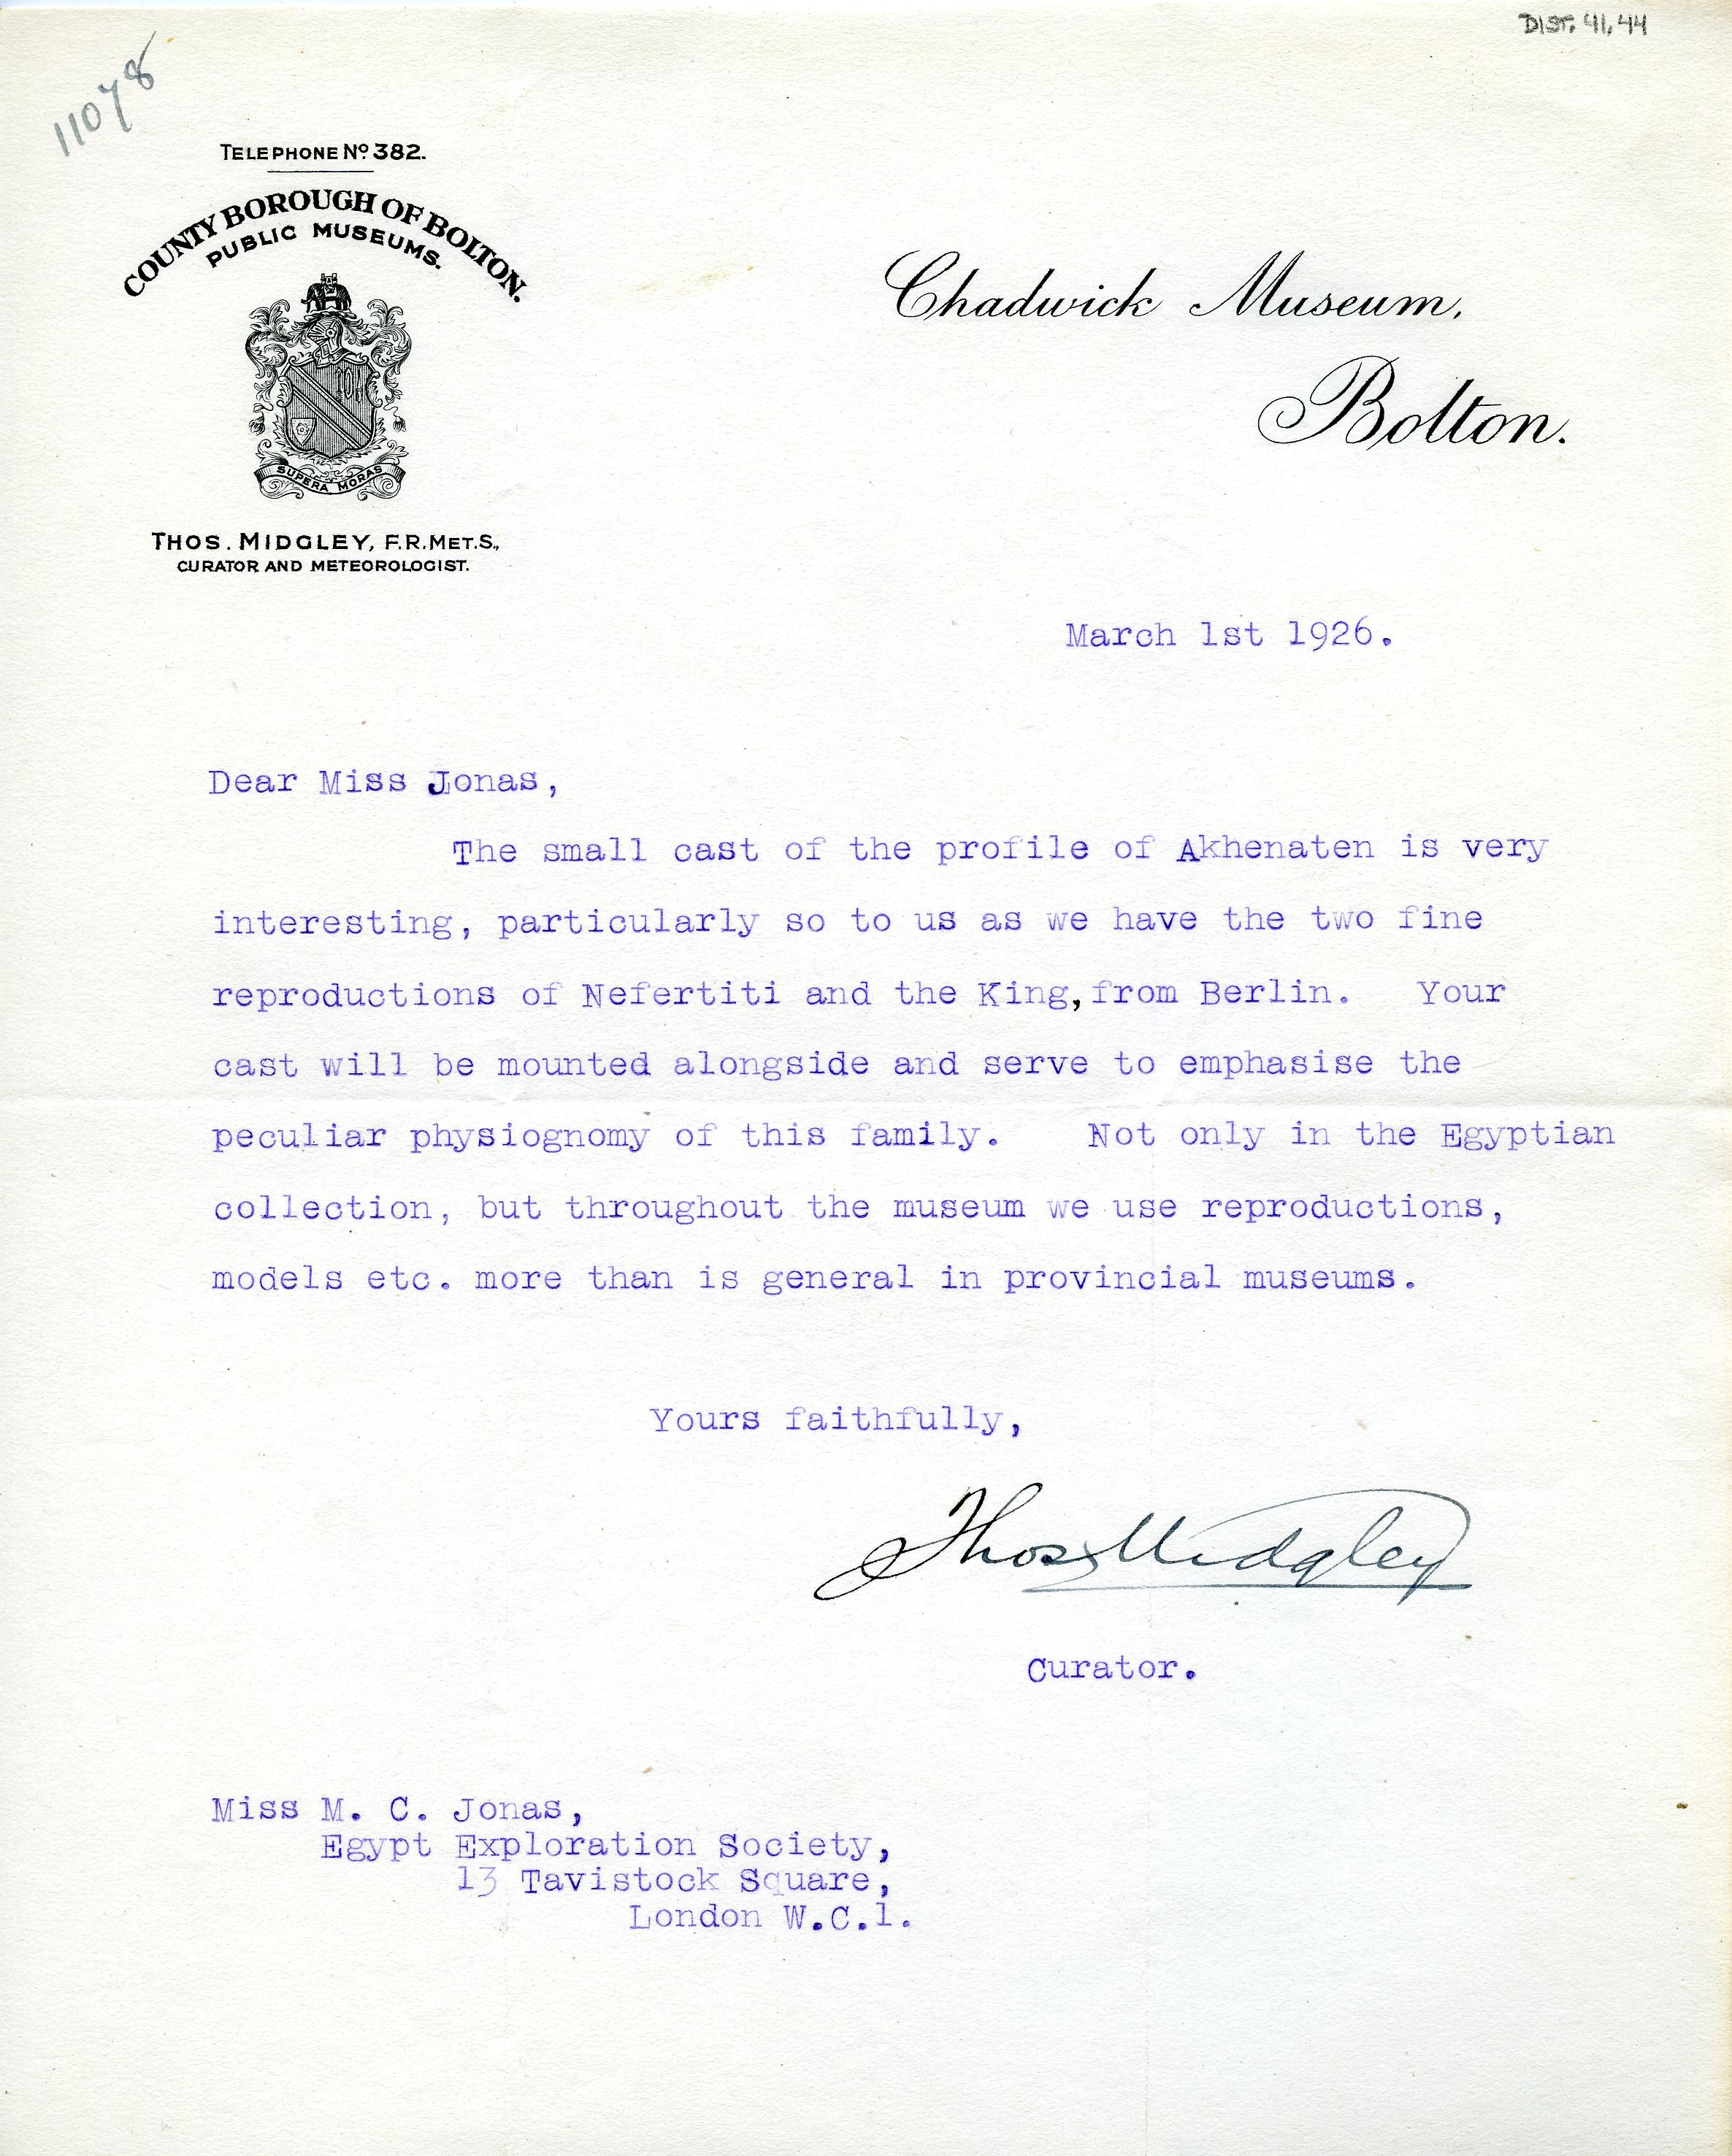 DIST. 41.44
11078
TELEPHONE Nº 382.
COUNTY BOROUGH OF BOLTON.
PUBLIC MUSEUMS.
SUPERA MORAS
THOS. MIDGLEY, F.R.MET.S.,
CURATOR AND METEOROLOGIST.
Chadwick Museum,
Bolton.
March 1st 1926.
Dear Miss Jonas,
The small cast of the profile of Akhenaten is very
interesting, particularly so to us as we have the two fine
reproductions of Nefertiti and the King, from Berlin. Your
cast will be mounted alongside and serve to emphasise the
peculiar physiognomy of this family. Not only in the Egyptian
collection, but throughout the museum we use reproductions,
models etc. more than is general in provincial museums.
Yours faithfully,
Thos Midgley
Curator.
Miss M. C. Jonas,
Egypt Exploration Society,
13 Tavistock Square,
London W.C.1.